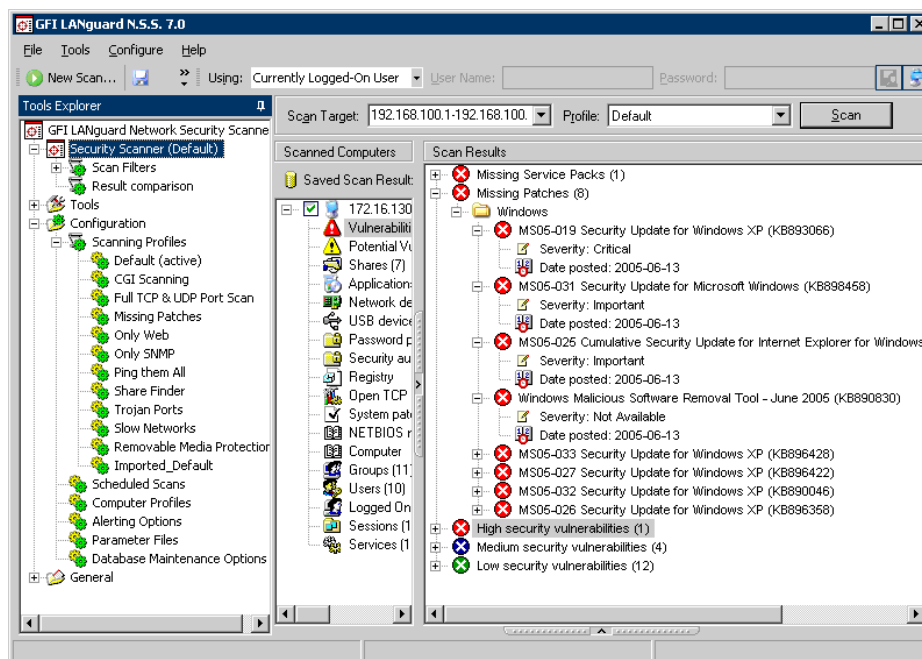 GFI LANguard N.S.S. 7.0
File Tools Configure Help
New Scan... » Using: Currently Logged-On User User Name: Password:
Tools Explorer
GFI LANguard Network Security Scanne
Security Scanner (Default)
Scan Filters
Result comparison
Tools
Configuration
Scanning Profiles
Default (active)
CGI Scanning
Full TCP & UDP Port Scan
Missing Patches
Only Web
Only SNMP
Ping them All
Share Finder
Trojan Ports
Slow Networks
Removable Media Protection
Imported_Default
Scheduled Scans
Computer Profiles
Alerting Options
Parameter Files
Database Maintenance Options
General
Scan Target: 192.168.100.1-192.168.100. Profile: Default Scan
Scanned Computers
Saved Scan Result:
172.16.130
Vulnerabiliti
Potential Vu
Shares (7)
Application:
Network de
USB device
Password p
Security au
Registry
Open TCP
System pat
NETBIOS r
Computer
Groups (11)
Users (10)
Logged On
Sessions (1
Services (1
Scan Results
Missing Service Packs (1)
Missing Patches (8)
Windows
MS05-019 Security Update for Windows XP (KB893066)
Severity: Critical
Date posted: 2005-06-13
MS05-031 Security Update for Microsoft Windows (KB898458)
Severity: Important
Date posted: 2005-06-13
MS05-025 Cumulative Security Update for Internet Explorer for Windows
Severity: Important
Date posted: 2005-06-13
Windows Malicious Software Removal Tool - June 2005 (KB890830)
Severity: Not Available
Date posted: 2005-06-13
MS05-033 Security Update for Windows XP (KB896428)
MS05-027 Security Update for Windows XP (KB896422)
MS05-032 Security Update for Windows XP (KB890046)
MS05-026 Security Update for Windows XP (KB896358)
High security vulnerabilities (1)
Medium security vulnerabilities (4)
Low security vulnerabilities (12)